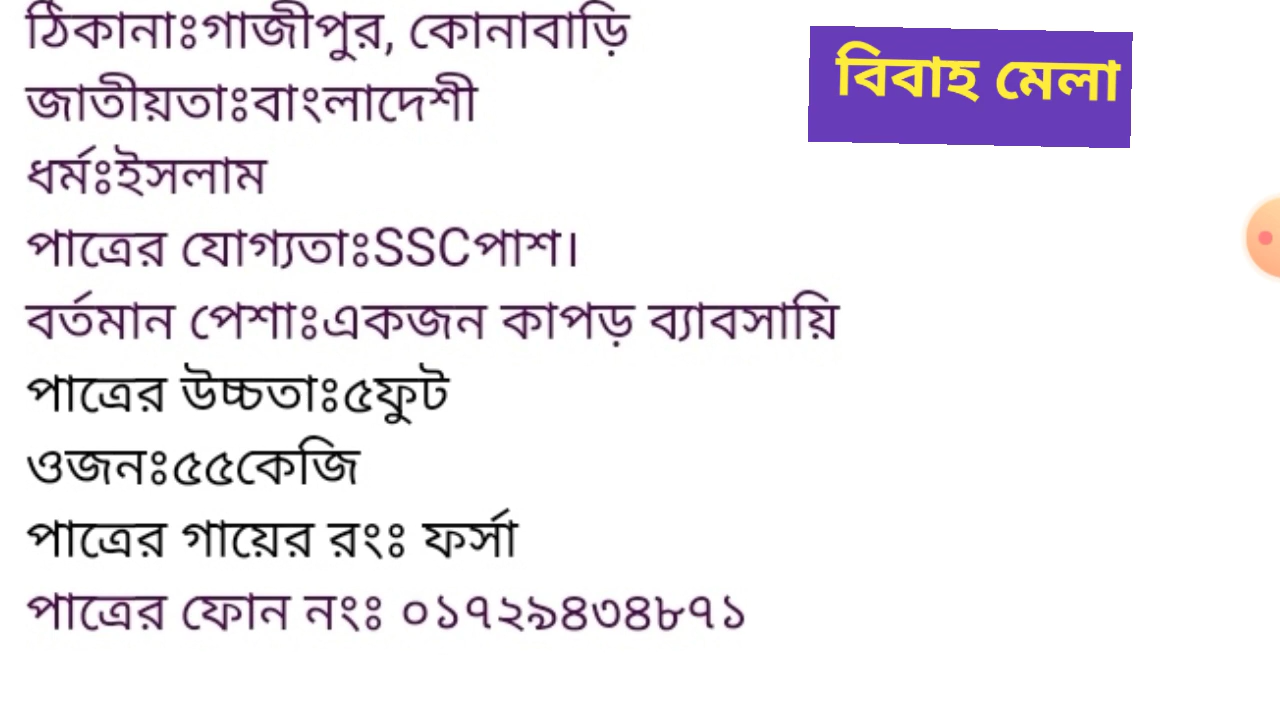 ঠিকানাঃগাজীপুর, কোনাবাড়ি
বিবাহ মেলা
জাতীয়তাঃবাংলাদেশী
ধর্মঃইসলাম
পাত্রের যোগ্যতাঃSSCপাশ।
বর্তমান পেশাঃএকজন কাপড় ব্যাবসায়ি
পাত্রের উচ্চতাঃ৫ফুট
ওজনঃ৫৫কেজি
পাত্রের গায়ের রংঃ ফর্সা
পাত্রের ফোন নংঃ ০১৭২৯৪৩৪৮৭১